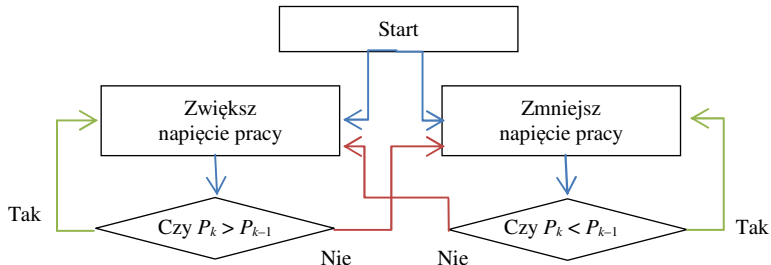 Start
Zwiększ
napięcie pracy
Zmniejsz
napięcie pracy
Tak
Czy Pk > Pk–1
Nie
Nie
Czy Pk < Pk–1
Tak